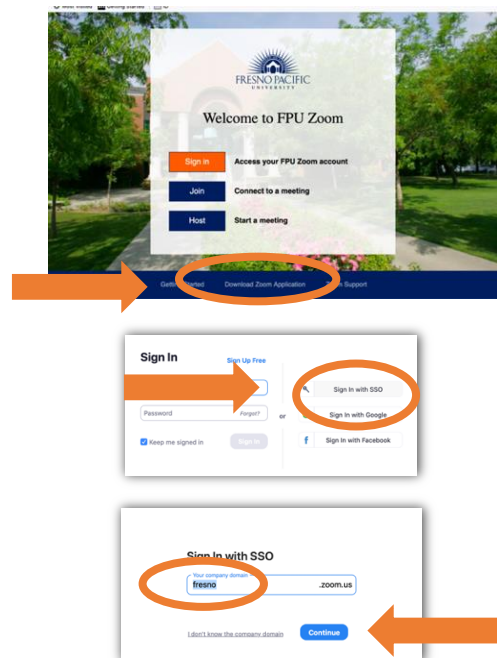 Most Visited Getting Started
FRESNO PACIFIC
UNIVERSITY
Welcome to FPU Zoom
Sign in Access your FPU Zoom account
Join Connect to a meeting
Host Start a meeting
Getting Started Download Zoom Application Support
Sign In
Sign Up Free
Sign In with SSO
Password Forgot? or Sign In with Google
Keep me signed in Sign In f Sign In with Facebook
Sign In with SSO
Your company domain
fresno .zoom.us
I don't know the company domain Continue